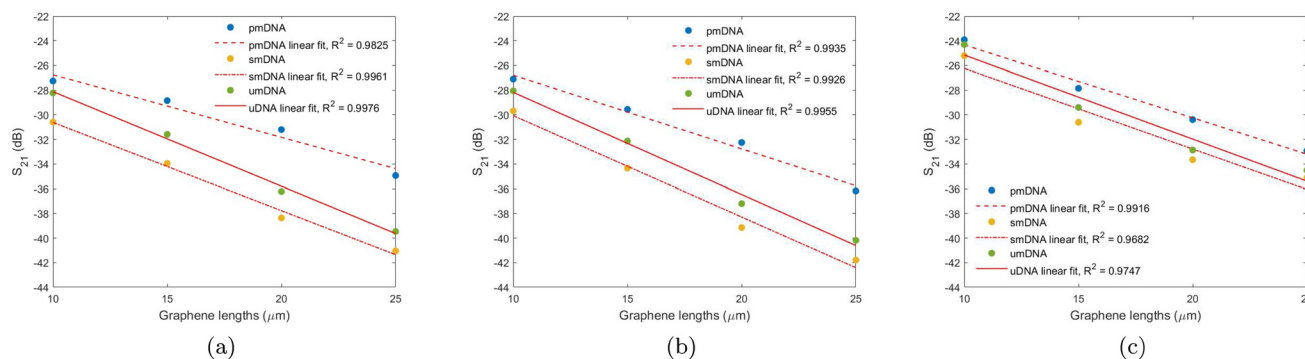 -22
-24
-26
-28
-30
-32
-34
-36
-38
-40
-42
-44
S21 (dB)
10
15
20
25
Graphene lengths (μm)
pmDNA
pmDNA linear fit, R² = 0.9825
smDNA
smDNA linear fit, R² = 0.9961
umDNA
uDNA linear fit, R² = 0.9976
(a)
-22
-24
-26
-28
-30
-32
-34
-36
-38
-40
-42
-44
S21 (dB)
10
15
20
25
Graphene lengths (μm)
pmDNA
pmDNA linear fit, R² = 0.9935
smDNA
smDNA linear fit, R² = 0.9926
umDNA
uDNA linear fit, R² = 0.9955
(b)
-22
-24
-26
-28
-30
-32
-34
-36
-38
-40
-42
-44
S21 (dB)
10
15
20
Graphene lengths (μm)
pmDNA
pmDNA linear fit, R² = 0.9916
smDNA
smDNA linear fit, R² = 0.9682
umDNA
uDNA linear fit, R² = 0.9747
(c)